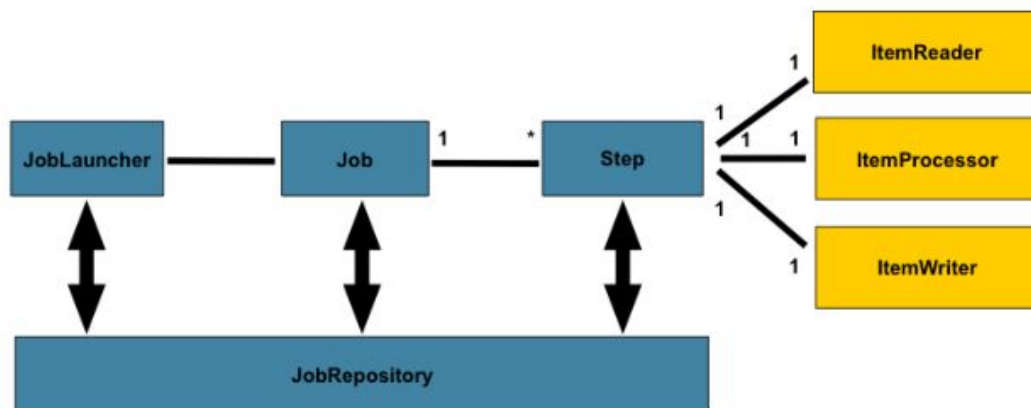 ItemReader
1
1
JobLauncher
Job
1
*
Step
1
1
ItemProcessor
1
1
ItemWriter
JobRepository